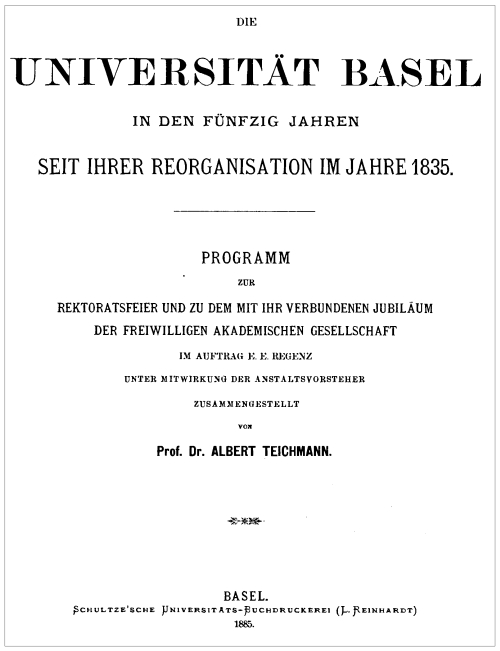 DIE
UNIVERSITÄT BASEL
IN DEN FÜNFZIG JAHREN
SEIT IHRER REORGANISATION IM JAHRE 1835.
PROGRAMM
ZUR
REKTORATSFEIER UND ZU DEM MIT IHR VERBUNDENEN JUBILÄUM
DER FREIWILLIGEN AKADEMISCHEN GESELLSCHAFT
IM AUFTRAG E. E. REGENZ
UNTER MITWIRKUNG DER ANSTALTSVORSTEHER
ZUSAMMENGESTELLT
VON
Prof. Dr. ALBERT TEICHMANN.
BASEL.
SCHULTZE'SCHE UNIVERSITÄTS-BUCHDRUCKEREI (L. REINHARDT)
1885.